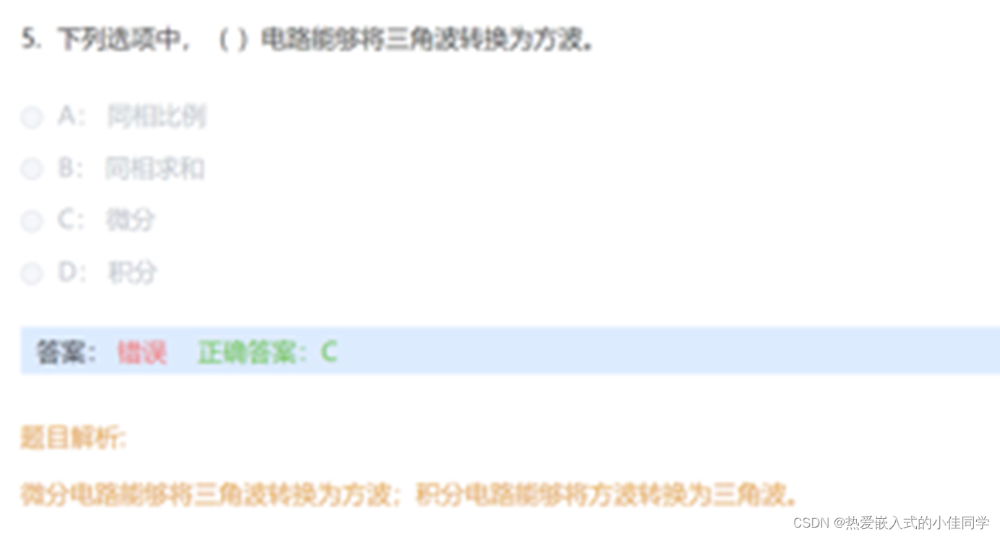 5. 下列选项中，（ ）电路能够将三角波转换为方波。
A： 同相比例
B： 同相求和
C： 微分
D： 积分
答案： 错误 正确答案：C
题目解析:
微分电路能够将三角波转换为方波；积分电路能够将方波转换为三角波。
CSDN @热爱嵌入式的小佳同学